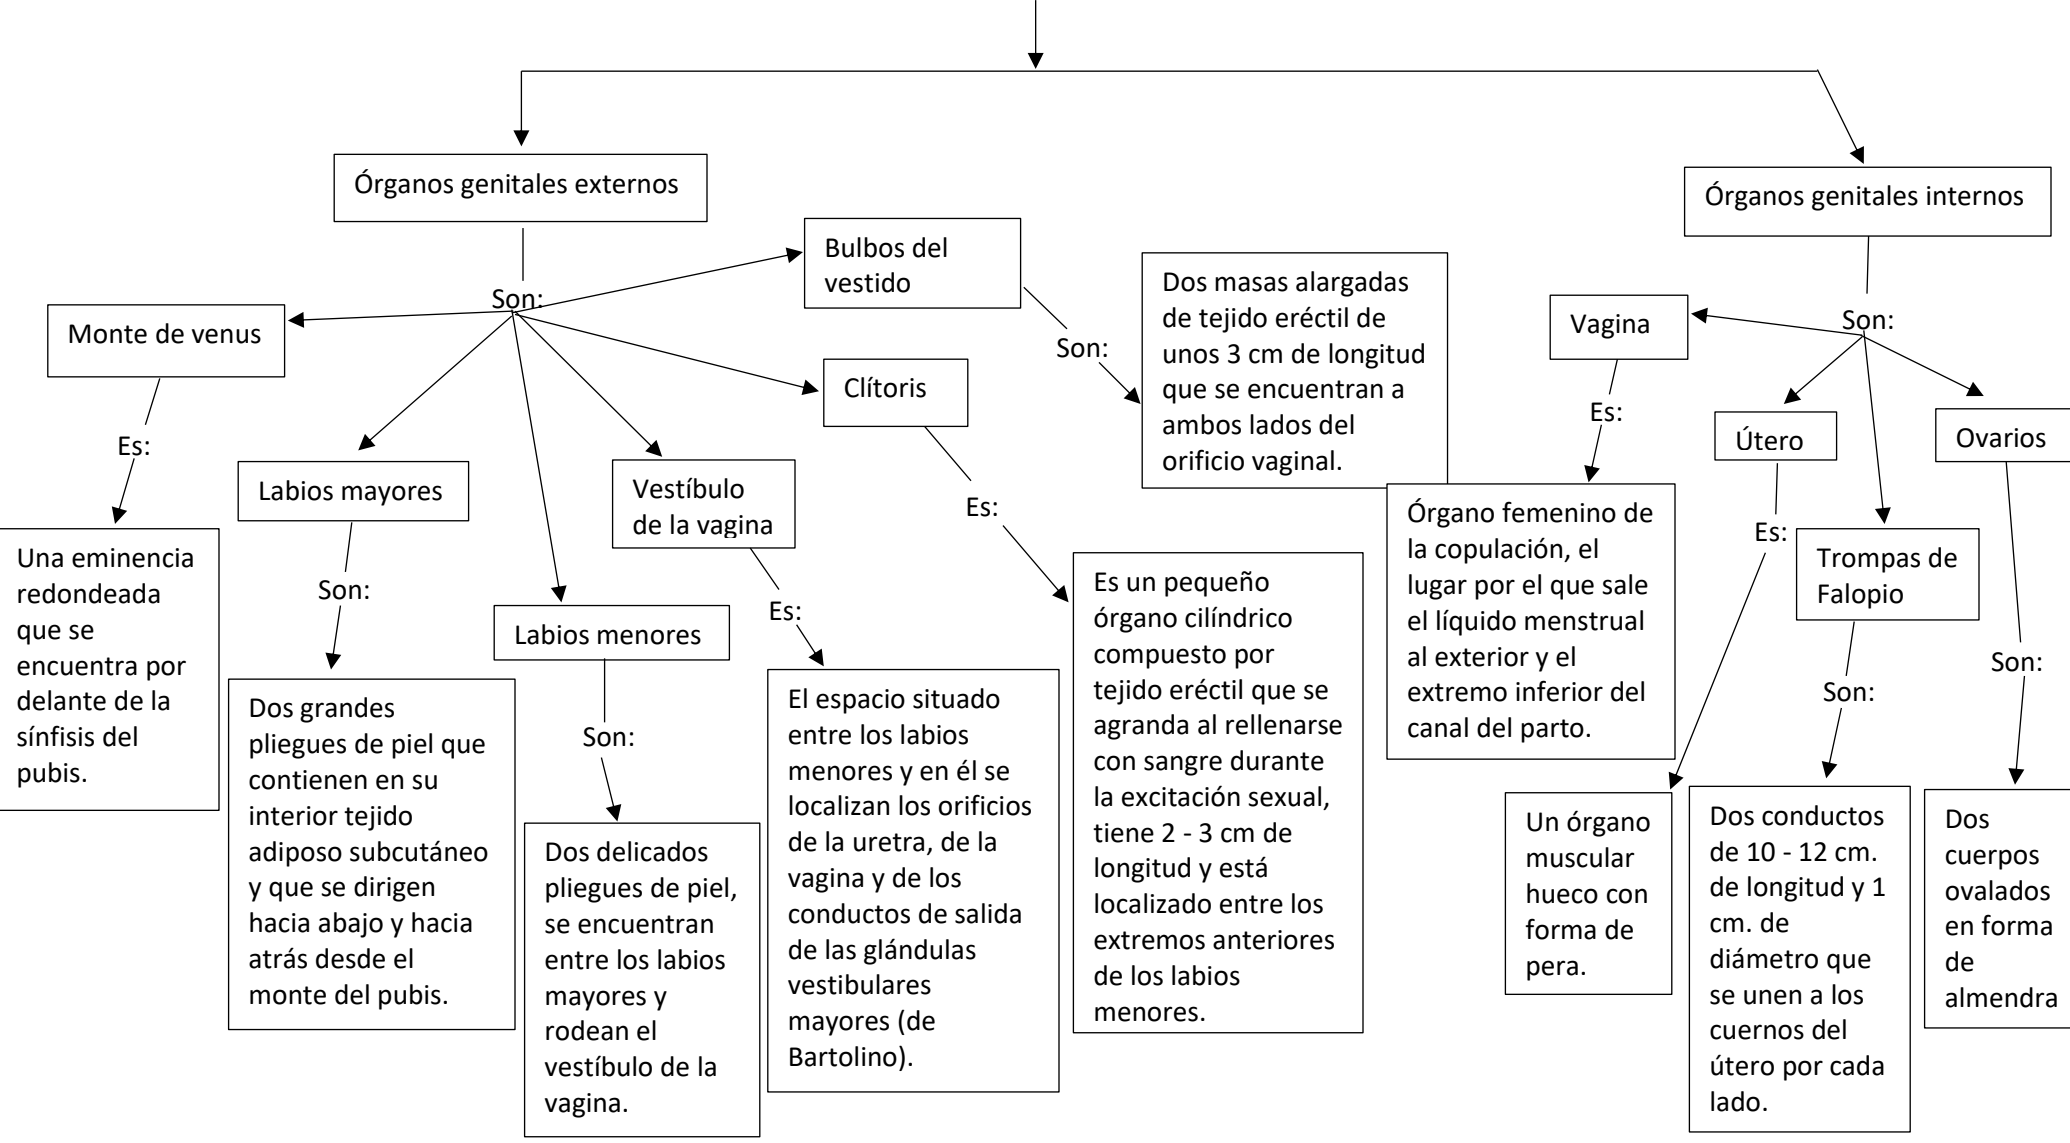 Órganos genitales externos
Órganos genitales internos
Son:
Bulbos del
vestido
Son:
Dos masas alargadas
de tejido eréctil de
unos 3 cm de longitud
que se encuentran a
ambos lados del
orificio vaginal.
Monte de venus
Es:
Una eminencia
redondeada
que se
encuentra por
delante de la
sínfisis del
pubis.
Labios mayores
Son:
Dos grandes
pliegues de piel que
contienen en su
interior tejido
adiposo subcutáneo
y que se dirigen
hacia abajo y hacia
atrás desde el
monte del pubis.
Labios menores
Son:
Dos delicados
pliegues de piel,
se encuentran
entre los labios
mayores y
rodean el
vestíbulo de la
vagina.
Vestíbulo
de la vagina
Es:
El espacio situado
entre los labios
menores y en él se
localizan los orificios
de la uretra, de la
vagina y de los
conductos de salida
de las glándulas
vestibulares
mayores (de
Bartolino).
Clítoris
Es:
Es un pequeño
órgano cilíndrico
compuesto por
tejido eréctil que se
agranda al rellenarse
con sangre durante
la excitación sexual,
tiene 2 - 3 cm de
longitud y está
localizado entre los
extremos anteriores
de los labios
menores.
Son:
Vagina
Es:
Órgano femenino de
la copulación, el
lugar por el que sale
el líquido menstrual
al exterior y el
extremo inferior del
canal del parto.
Útero
Es:
Un órgano
muscular
hueco con
forma de
pera.
Trompas de
Falopio
Son:
Dos conductos
de 10 - 12 cm.
de longitud y 1
cm. de
diámetro que
se unen a los
cuernos del
útero por cada
lado.
Ovarios
Son:
Dos
cuerpos
ovalados
en forma
de
almendra